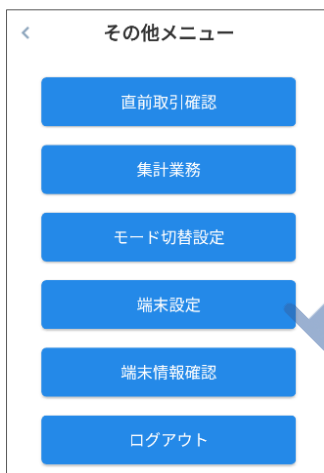 その他メニュー
直前取引確認
集計業務
モード切替設定
端末設定
端末情報確認
ログアウト